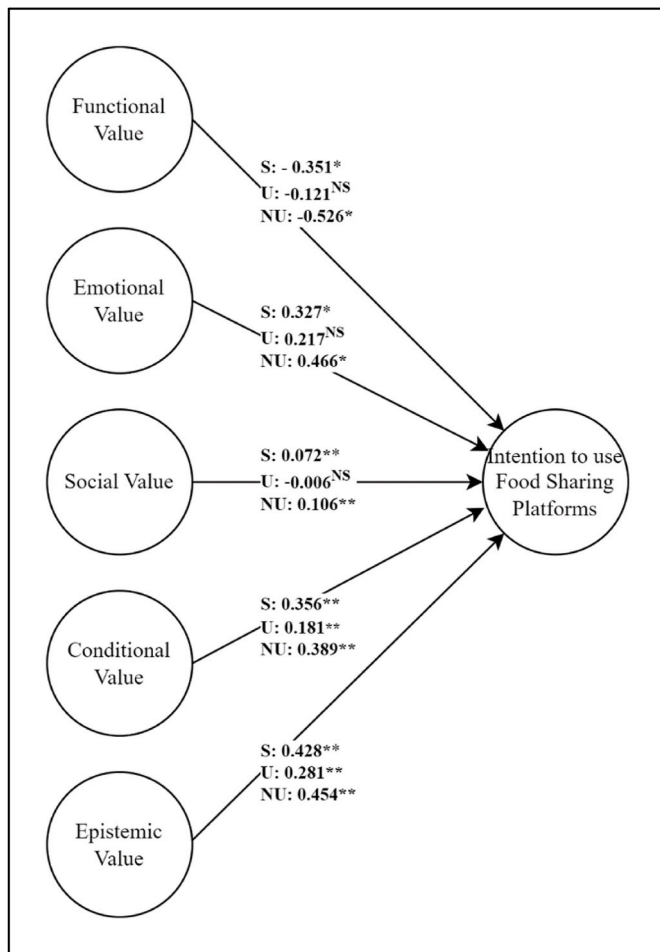 Functional
Value
S: - 0.351*
U: -0.121NS
NU: -0.526*
Emotional
Value
S: 0.327*
U: 0.217NS
NU: 0.466*
Social Value
S: 0.072**
U: -0.006NS
NU: 0.106**
Intention to use
Food Sharing
Platforms
Conditional
Value
S: 0.356**
U: 0.181**
NU: 0.389**
Epistemic
Value
S: 0.428**
U: 0.281**
NU: 0.454**